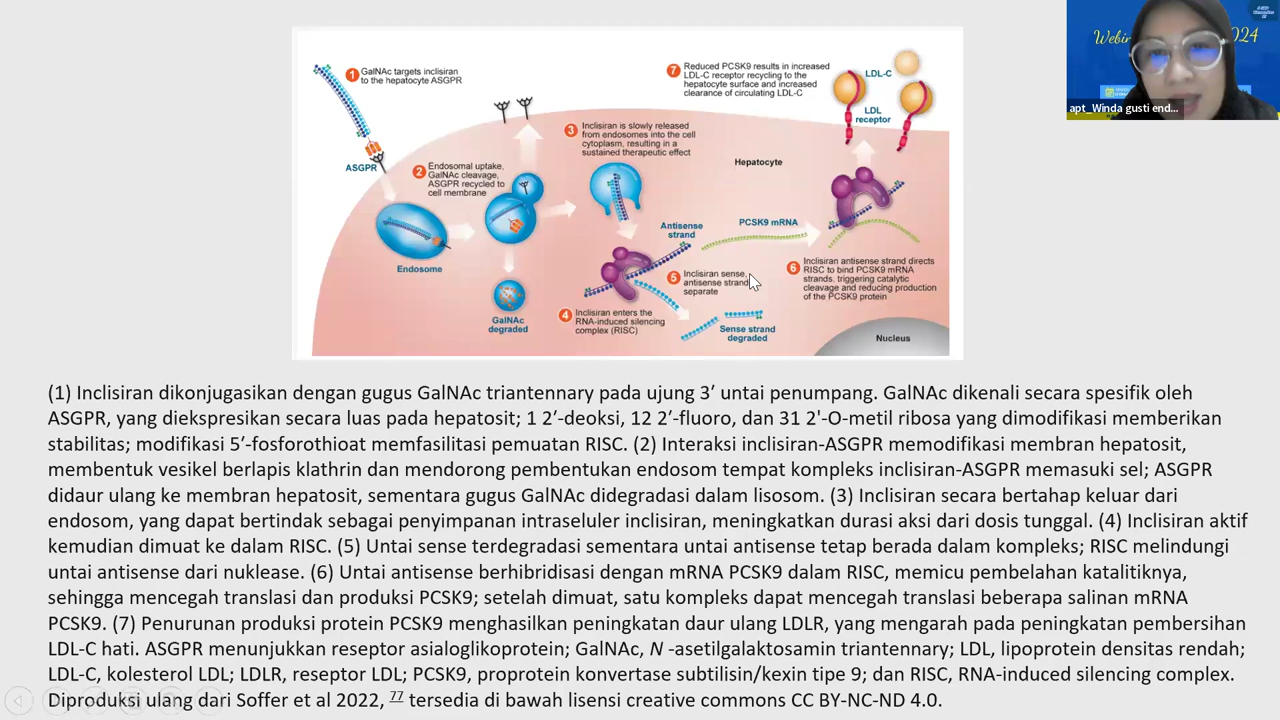 1 GalNAc targets inclisiran
to the hepatocyte ASGPR
ASGPR
2 Endosomal uptake,
GalNAc cleavage,
ASGPR recycled to
cell membrane
Endosome
GalNAc
degraded
3 Inclisiran is slowly released
from endosomes into the cell
cytoplasm, resulting in a
sustained therapeutic effect
Hepatocyte
7 Reduced PCSK9 results in increased
LDL-C receptor recycling to the
hepatocyte surface and increased
clearance of circulating LDL-C
LDL-C
LDL
receptor
Antisense
strand
PCSK9 mRNA
5 Inclisiran sense,
antisense strand
separate
4 Inclisiran enters the
RNA-induced silencing
complex (RISC)
Sense strand
degraded
6 Inclisiran antisense strand directs
RISC to bind PCSK9 mRNA
strands, triggering catalytic
cleavage and reducing production
of the PCSK9 protein
Nucleus
Webin
2024
apt_Winda gusti end...
(1) Inclisiran dikonjugasikan dengan gugus GalNAc triantennary pada ujung 3′ untai penumpang. GalNAc dikenali secara spesifik oleh
ASGPR, yang diekspresikan secara luas pada hepatosit; 1 2′-deoksi, 12 2′-fluoro, dan 31 2'-O-metil ribosa yang dimodifikasi memberikan
stabilitas; modifikasi 5′-fosforothioat memfasilitasi pemuatan RISC. (2) Interaksi inclisiran-ASGPR memodifikasi membran hepatosit,
membentuk vesikel berlapis klathrin dan mendorong pembentukan endosom tempat kompleks inclisiran-ASGPR memasuki sel; ASGPR
didaur ulang ke membran hepatosit, sementara gugus GalNAc didegradasi dalam lisosom. (3) Inclisiran secara bertahap keluar dari
endosom, yang dapat bertindak sebagai penyimpanan intraseluler inclisiran, meningkatkan durasi aksi dari dosis tunggal. (4) Inclisiran aktif
kemudian dimuat ke dalam RISC. (5) Untai sense terdegradasi sementara untai antisense tetap berada dalam kompleks; RISC melindungi
untai antisense dari nuklease. (6) Untai antisense berhibridisasi dengan mRNA PCSK9 dalam RISC, memicu pembelahan katalitiknya,
sehingga mencegah translasi dan produksi PCSK9; setelah dimuat, satu kompleks dapat mencegah translasi beberapa salinan mRNA
PCSK9. (7) Penurunan produksi protein PCSK9 menghasilkan peningkatan daur ulang LDLR, yang mengarah pada peningkatan pembersihan
LDL-C hati. ASGPR menunjukkan reseptor asialoglikoprotein; GalNAc, N -asetilgalaktosamin triantennary; LDL, lipoprotein densitas rendah;
LDL-C, kolesterol LDL; LDLR, reseptor LDL; PCSK9, proprotein konvertase subtilisin/kexin tipe 9; dan RISC, RNA-induced silencing complex.
Diproduksi ulang dari Soffer et al 2022, 77 tersedia di bawah lisensi creative commons CC BY-NC-ND 4.0.